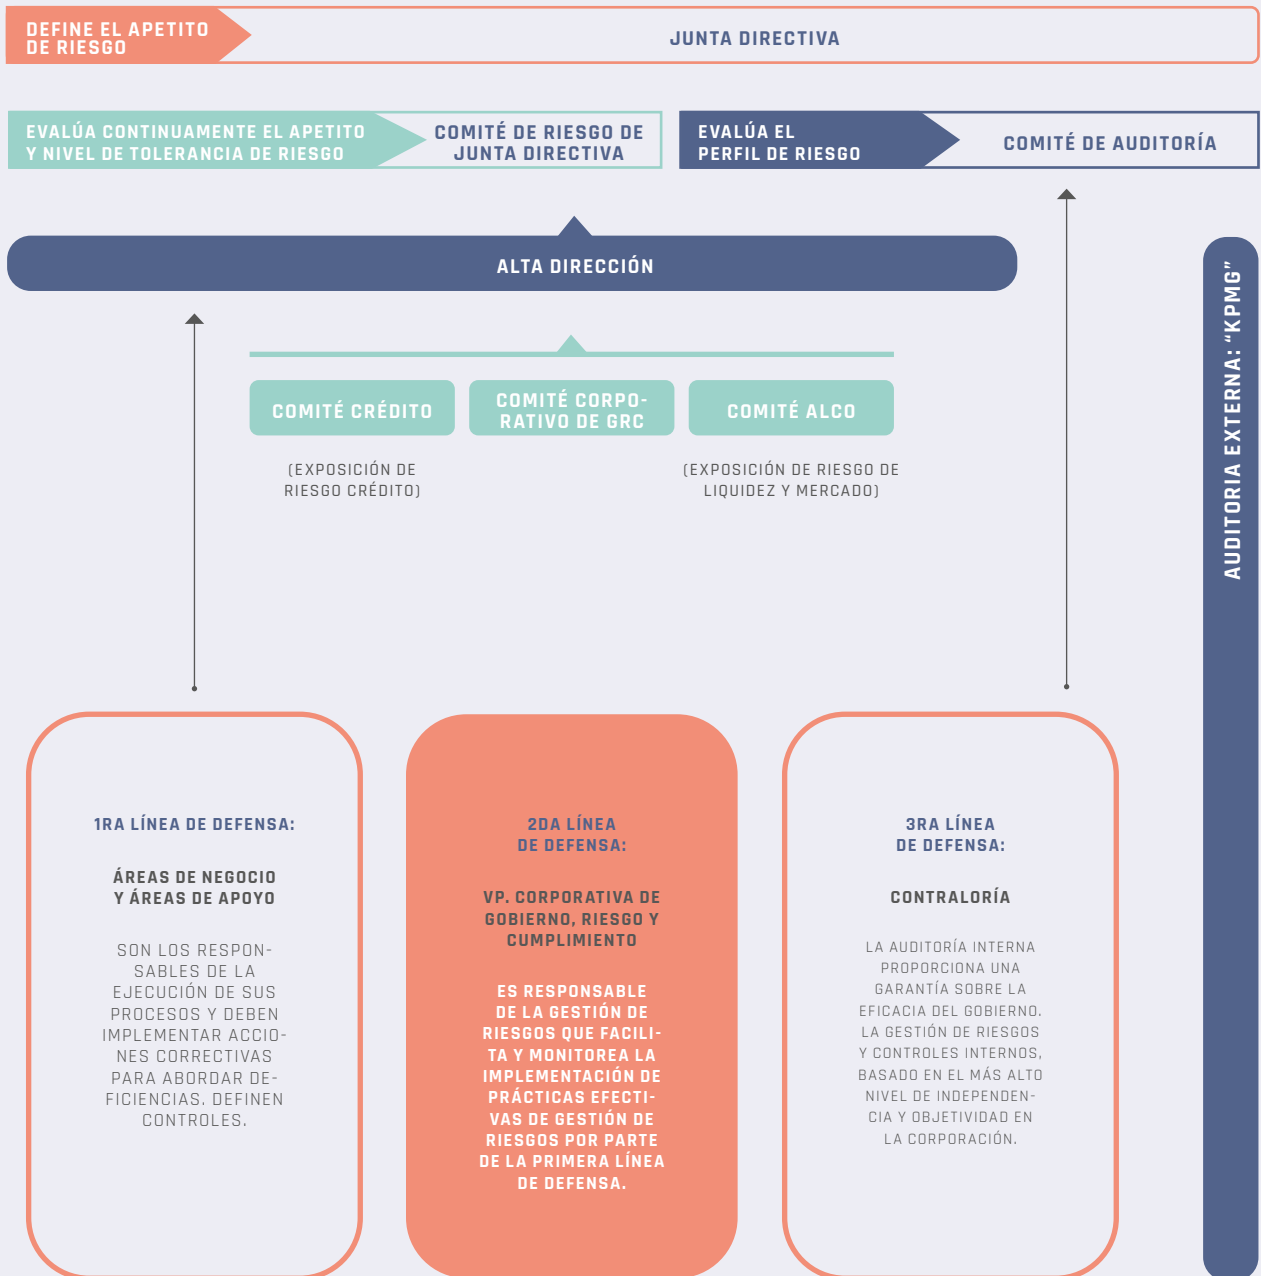 DEFINE EL APETITO
DE RIESGO
JUNTA DIRECTIVA
EVALÚA CONTINUAMENTE EL APETITO
Y NIVEL DE TOLERANCIA DE RIESGO
COMITÉ DE RIESGO DE
JUNTA DIRECTIVA
EVALÚA EL
PERFIL DE RIESGO
COMITÉ DE AUDITORÍA
ALTA DIRECCIÓN
COMITÉ CRÉDITO
COMITÉ CORPO-
RATIVO DE GRC
COMITÉ ALCO
(EXPOSICIÓN DE
RIESGO CRÉDITO)
(EXPOSICIÓN DE RIESGO DE
LIQUIDEZ Y MERCADO)
AUDITORIA EXTERNA: “KPMG”
1RA LÍNEA DE DEFENSA:
ÁREAS DE NEGOCIO
Y ÁREAS DE APOYO
SON LOS RESPON-
SABLES DE LA
EJECUCIÓN DE SUS
PROCESOS Y DEBEN
IMPLEMENTAR ACCIO-
NES CORRECTIVAS
PARA ABORDAR DE-
FICIENCIAS. DEFINEN
CONTROLES.
2DA LÍNEA
DE DEFENSA:
VP. CORPORATIVA DE
GOBIERNO, RIESGO Y
CUMPLIMIENTO
ES RESPONSABLE
DE LA GESTIÓN DE
RIESGOS QUE FACILI-
TA Y MONITOREA LA
IMPLEMENTACIÓN DE
PRÁCTICAS EFECTI-
VAS DE GESTIÓN DE
RIESGOS POR PARTE
DE LA PRIMERA LÍNEA
DE DEFENSA.
3RA LÍNEA
DE DEFENSA:
CONTRALORÍA
LA AUDITORÍA INTERNA
PROPORCIONA UNA
GARANTÍA SOBRE LA
EFICACIA DEL GOBIERNO.
LA GESTIÓN DE RIESGOS
Y CONTROLES INTERNOS,
BASADO EN EL MÁS ALTO
NIVEL DE INDEPENDEN-
CIA Y OBJETIVIDAD EN
LA CORPORACIÓN.